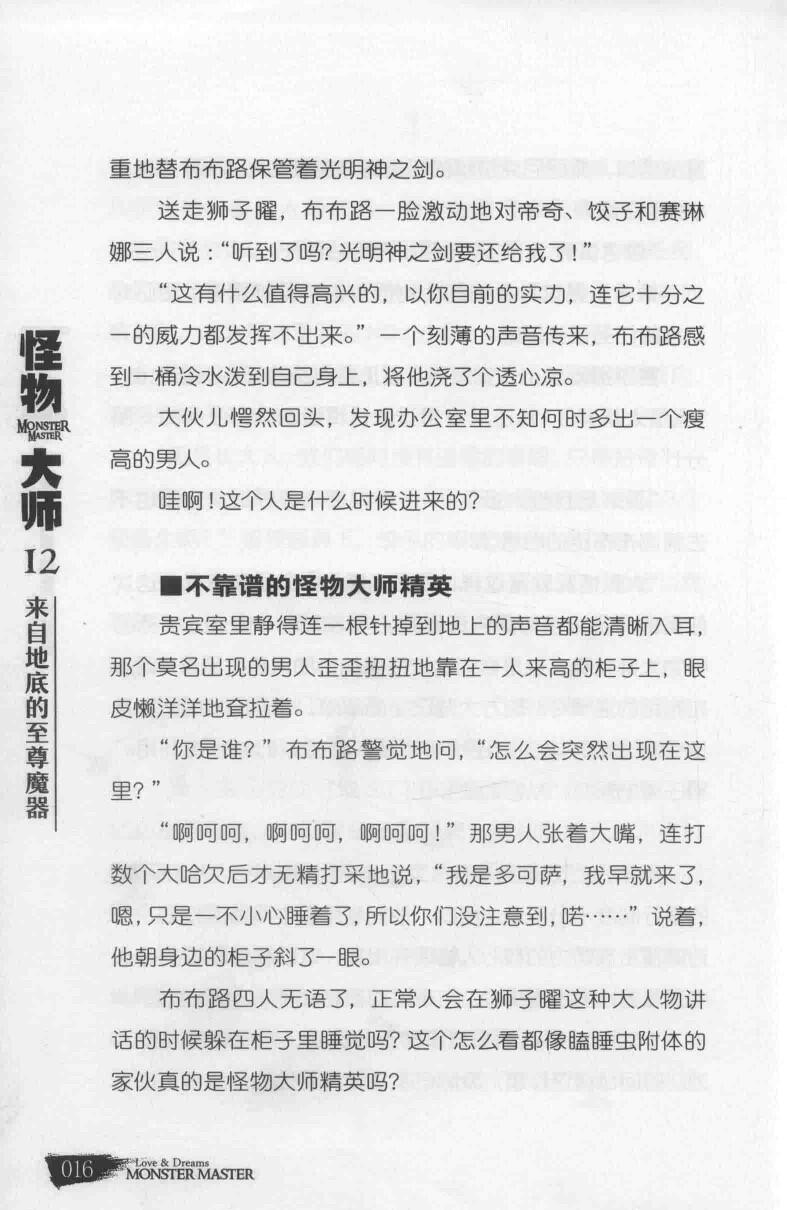 重地替布布路保管着光明神之剑。
送走狮子曜，布布路一脸激动地对帝奇、饺子和赛琳
娜三人说：“听到了吗？光明神之剑要还给我了！”
“这有什么值得高兴的，以你目前的实力，连它十分之
一的威力都发挥不出来。”一个刻薄的声音传来，布布路感
到一桶冷水泼到自己身上，将他浇了个透心凉。
大伙儿愕然回头，发现办公室里不知何时多出一个瘦
高的男人。
哇啊！这个人是什么时候进来的？
■不靠谱的怪物大师精英
贵宾室里静得连一根针掉到地上的声音都能清晰入耳，
那个莫名出现的男人歪歪扭扭地靠在一人来高的柜子上，眼
皮懒洋洋地耷拉着。
“你是谁？”布布路警觉地问，“怎么会突然出现在这
里？”
“啊呵呵，啊呵呵，啊呵呵！”那男人张着大嘴，连打
数个大哈欠后才无精打采地说，“我是多可萨，我早就来了，
嗯，只是一不小心睡着了，所以你们没注意到，喏……”说着，
他朝身边的柜子斜了一眼。
布布路四人无语了，正常人会在狮子曜这种大人物讲
话的时候躲在柜子里睡觉吗？这个怎么看都像瞌睡虫附体的
家伙真的是怪物大师精英吗？
怪物
MONSTER
MASTER
大师
12
来自地底的至尊魔器
016
Love & Dreams
MONSTER MASTER